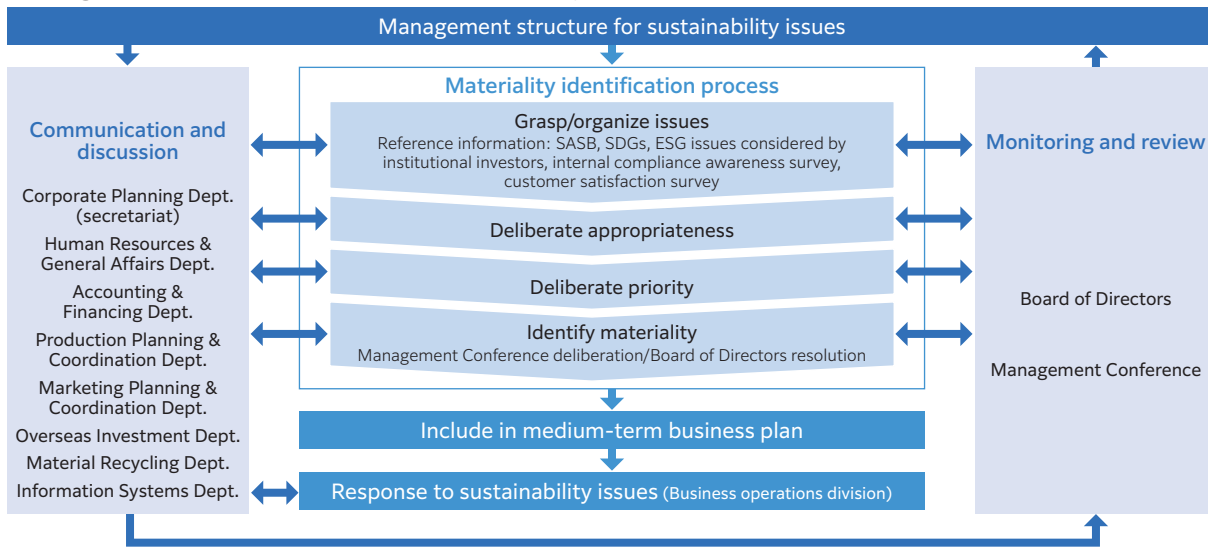 Management structure for sustainability issues
Communication and
discussion
Corporate Planning Dept.
(secretariat)
Human Resources &
General Affairs Dept.
Accounting &
Financing Dept.
Production Planning &
Coordination Dept.
Marketing Planning &
Coordination Dept.
Overseas Investment Dept.
Material Recycling Dept.
Information Systems Dept.
Materiality identification process
Grasp/organize issues
Reference information: SASB, SDGs, ESG issues considered by
institutional investors, internal compliance awareness survey,
customer satisfaction survey
Deliberate appropriateness
Deliberate priority
Identify materiality
Management Conference deliberation/Board of Directors resolution
Include in medium-term business plan
Response to sustainability issues (Business operations division)
Monitoring and review
Board of Directors
Management Conference